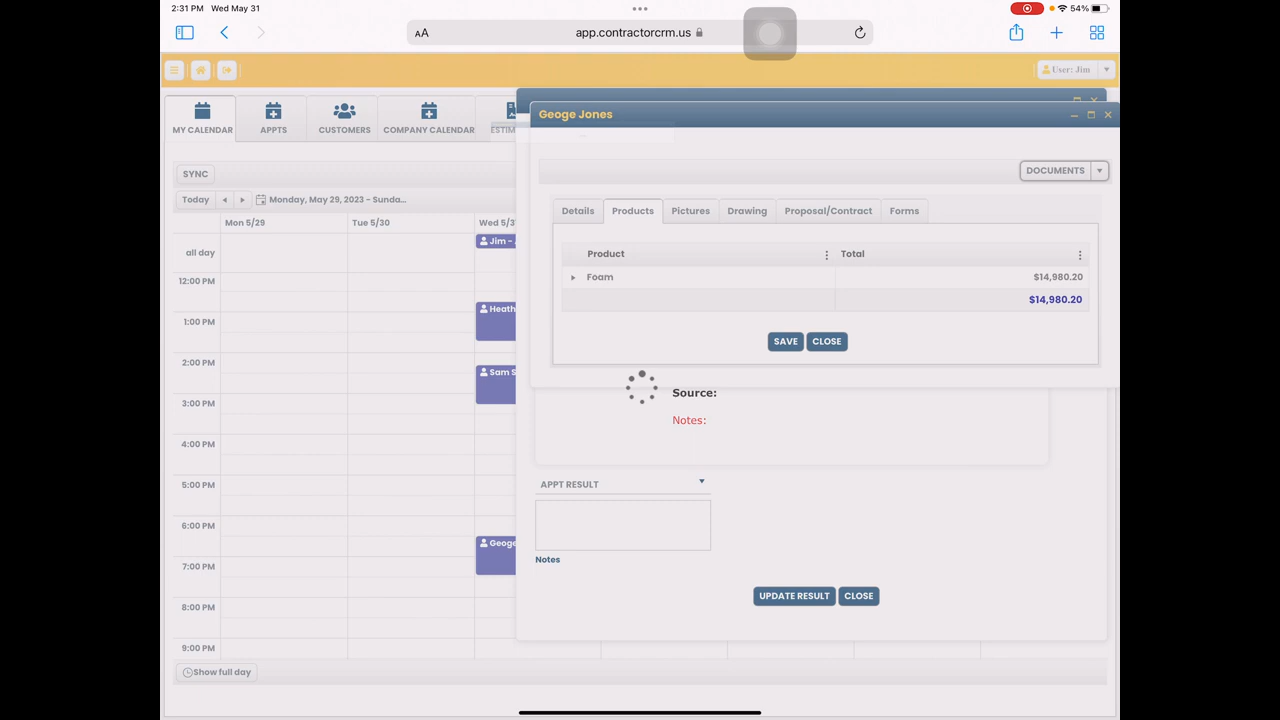 2:31 PM Wed May 31
54%
AA
app.contractorcrm.us
User: Jim
MY CALENDAR
APPTS
CUSTOMERS
COMPANY CALENDAR
ESTIM
Geoge Jones
DOCUMENTS
SYNC
Today
Monday, May 29, 2023 - Sunda...
Mon 5/29
Tue 5/30
Wed 5/3
all day
Jim -
12:00 PM
Heath
1:00 PM
2:00 PM
Sam S
3:00 PM
4:00 PM
5:00 PM
6:00 PM
Geoge
7:00 PM
8:00 PM
9:00 PM
Show full day
Details
Products
Pictures
Drawing
Proposal/Contract
Forms
Product
Total
Foam
$14,980.20
$14,980.20
SAVE
CLOSE
Source:
Notes:
APPT RESULT
Notes
UPDATE RESULT
CLOSE